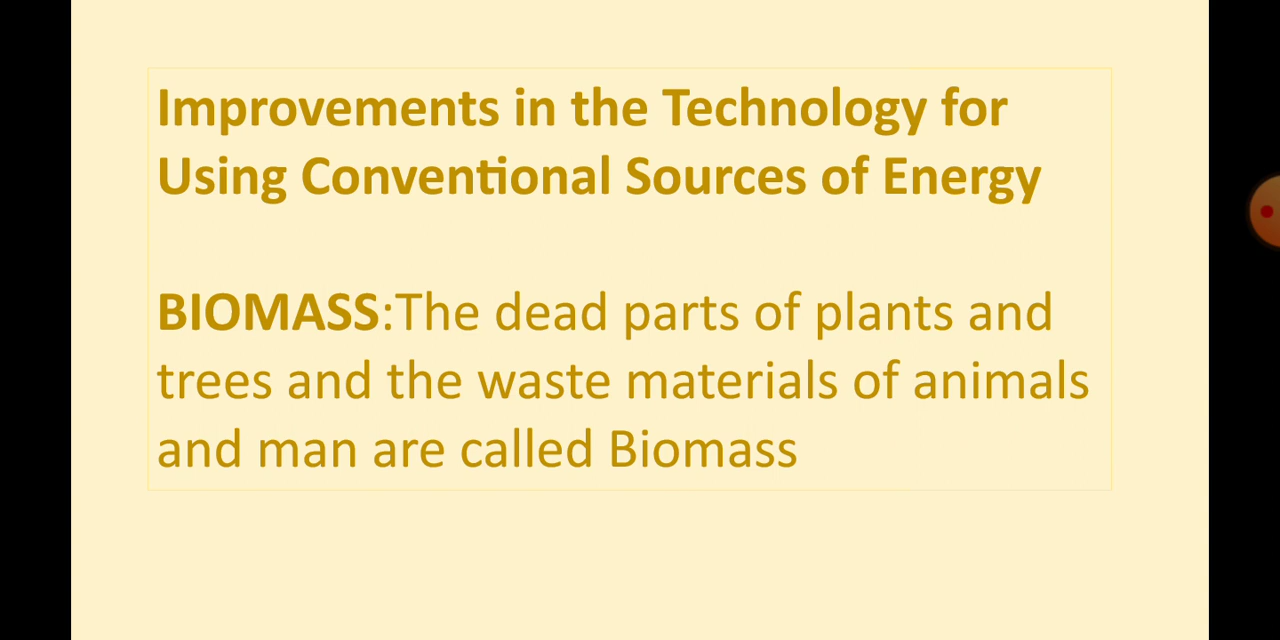 Improvements in the Technology for
Using Conventional Sources of Energy
BIOMASS:The dead parts of plants and
trees and the waste materials of animals
and man are called Biomass